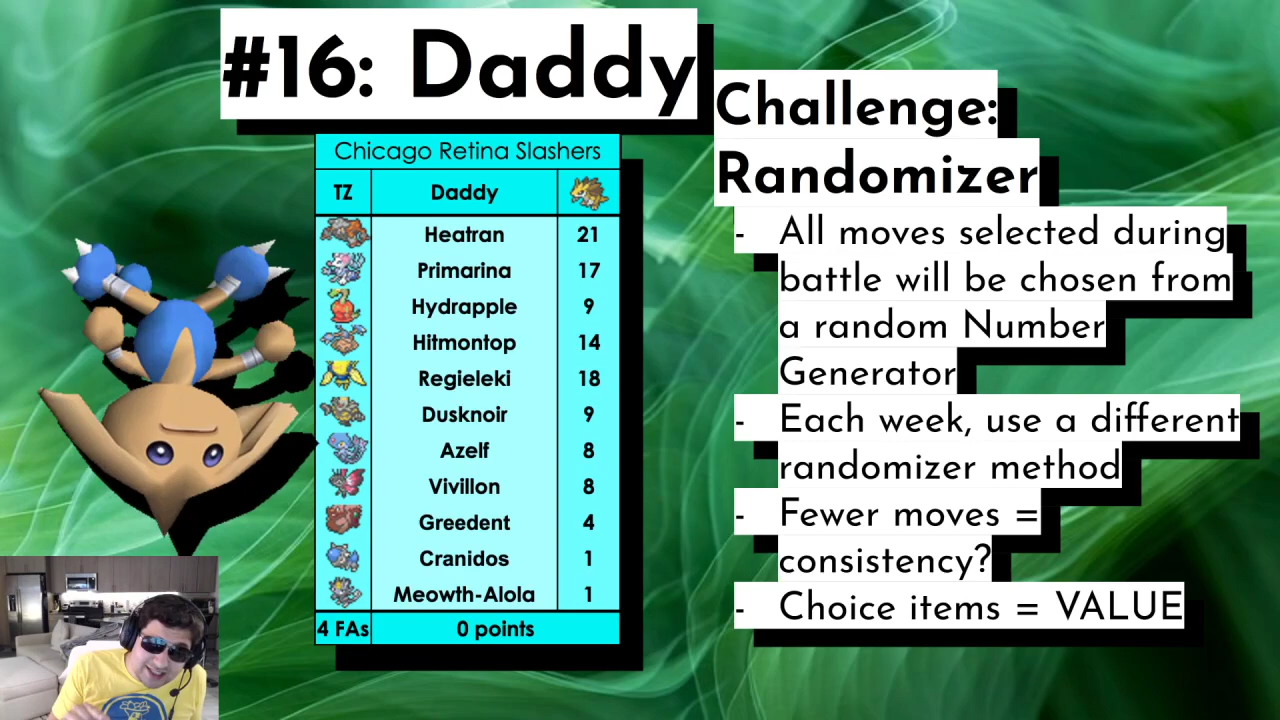 #16: Daddy
Chicago Retina Slashers
TZ Daddy
Heatran 21
Primarina 17
Hydrapple 9
Hitmontop 14
Regieleki 18
Dusknoir 9
Azelf 8
Vivillon 8
Greedent 4
Cranidos 1
Meowth-Alola 1
4 FAs 0 points
Challenge:
Randomizer
- All moves selected during
battle will be chosen from
a random Number
Generator
- Each week, use a different
randomizer method
- Fewer moves =
consistency?
- Choice items = VALUE